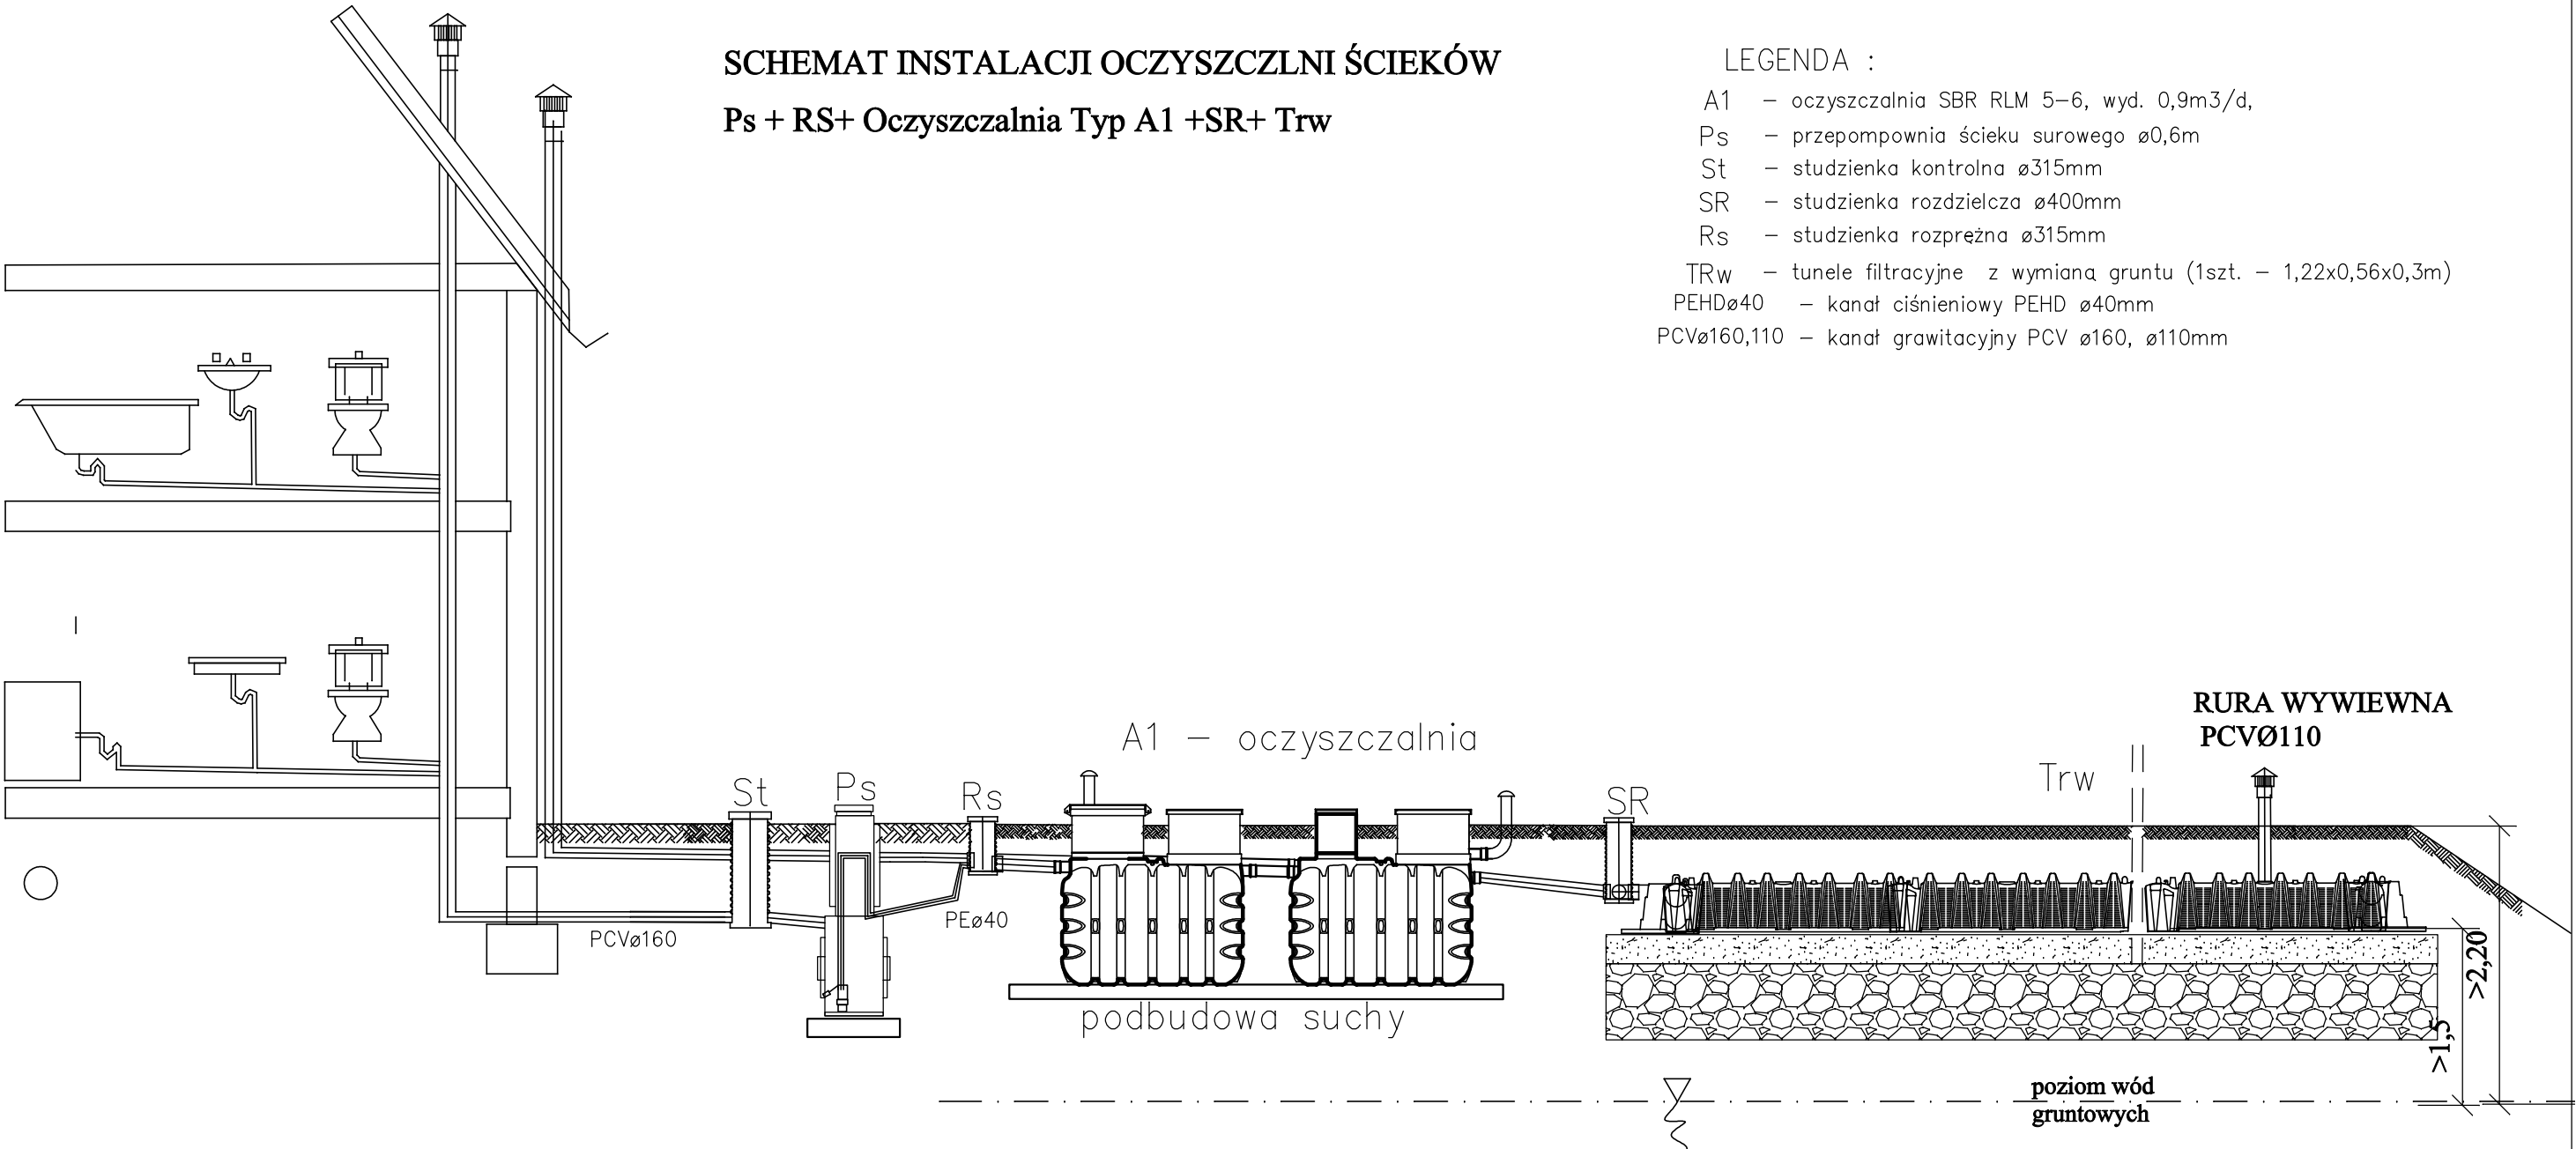 SCHEMAT INSTALACJI OCZYSZCZLNI ŚCIEKÓW
Ps + RS+ Oczyszczalnia Typ A1 +SR+ Trw
LEGENDA :
A1 – oczyszczalnia SBR RLM 5–6, wyd. 0,9m3/d,
Ps – przepompownia ścieku surowego ø0,6m
St – studzienka kontrolna ø315mm
SR – studzienka rozdzielcza ø400mm
Rs – studzienka rozprężna ø315mm
TRw – tunele filtracyjne z wymianą gruntu (1szt. – 1,22x0,56x0,3m)
PEHDø40 – kanał ciśnieniowy PEHD ø40mm
PCVø160,110 – kanał grawitacyjny PCV ø160, ø110mm
RURA WYWIEWNA
PCVØ110
A1 – oczyszczalnia
Trw
St
Ps
Rs
SR
PCVø160
PEø40
podbudowa suchy
>2,20
>1,5
poziom wód
gruntowych